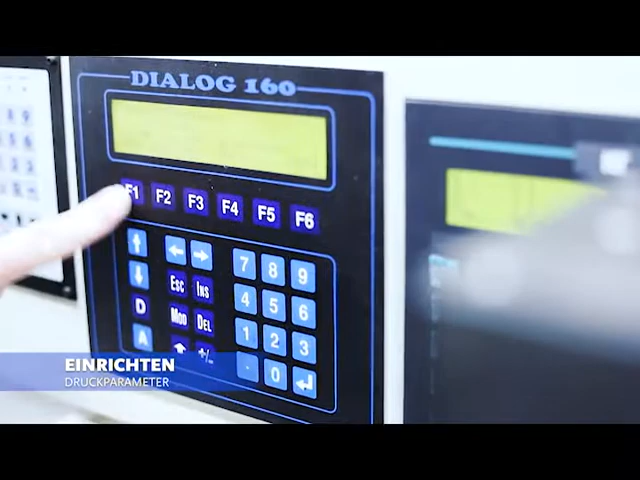 DIALOG 160
F1 F2 F3 F4 F5 F6
↑ ← → 7 8 9
↓ Esc Ins 4 5 6
D Mod DEL 1 2 3
A +/- . 0 ↵
EINRICHTEN
DRUCKPARAMETER